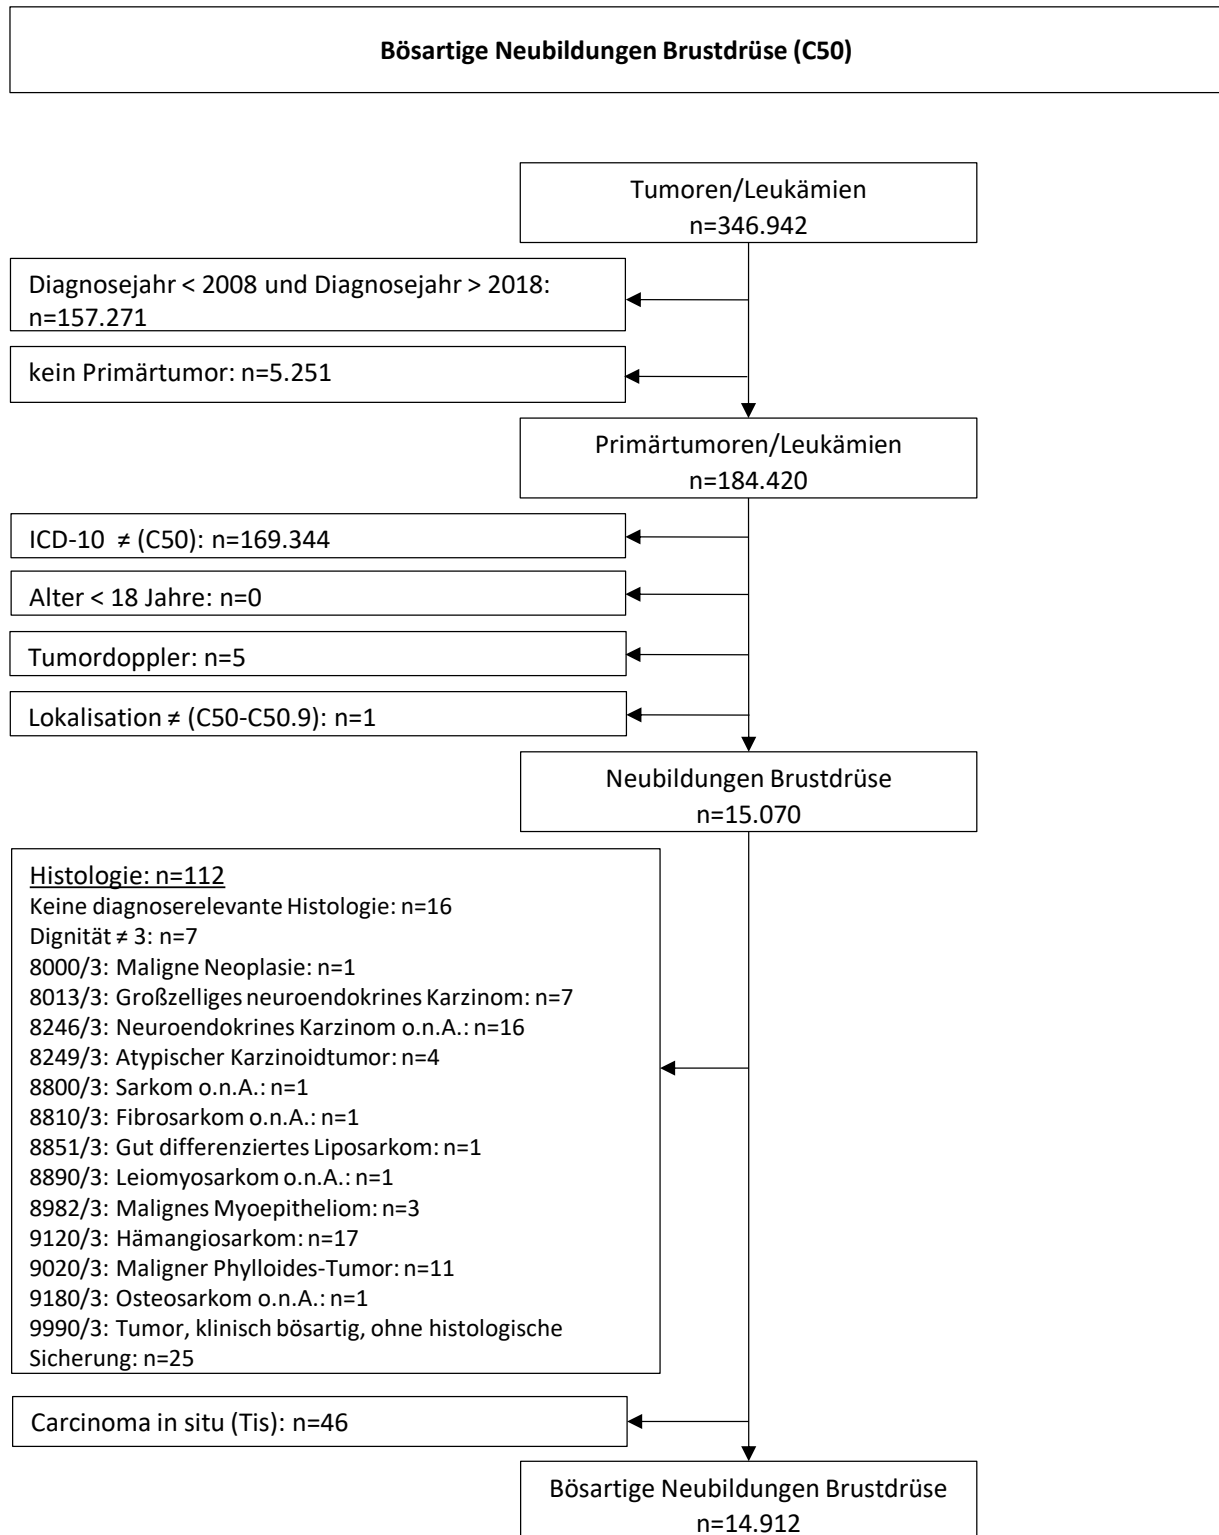 Bösartige Neubildungen Brustdrüse (C50)
Tumoren/Leukämien
n=346.942
Diagnosejahr < 2008 und Diagnosejahr > 2018:
n=157.271
kein Primärtumor: n=5.251
Primärtumoren/Leukämien
n=184.420
ICD-10 ≠ (C50): n=169.344
Alter < 18 Jahre: n=0
Tumordoppler: n=5
Lokalisation ≠ (C50-C50.9): n=1
Neubildungen Brustdrüse
n=15.070
Histologie: n=112
Keine diagnoserelevante Histologie: n=16
Dignität ≠ 3: n=7
8000/3: Maligne Neoplasie: n=1
8013/3: Großzelliges neuroendokrines Karzinom: n=7
8246/3: Neuroendokrines Karzinom o.n.A.: n=16
8249/3: Atypischer Karzinoidtumor: n=4
8800/3: Sarkom o.n.A.: n=1
8810/3: Fibrosarkom o.n.A.: n=1
8851/3: Gut differenziertes Liposarkom: n=1
8890/3: Leiomyosarkom o.n.A.: n=1
8982/3: Malignes Myoepitheliom: n=3
9120/3: Hämangiosarkom: n=17
9020/3: Maligner Phylloides-Tumor: n=11
9180/3: Osteosarkom o.n.A.: n=1
9990/3: Tumor, klinisch bösartig, ohne histologische
Sicherung: n=25
Carcinoma in situ (Tis): n=46
Bösartige Neubildungen Brustdrüse
n=14.912